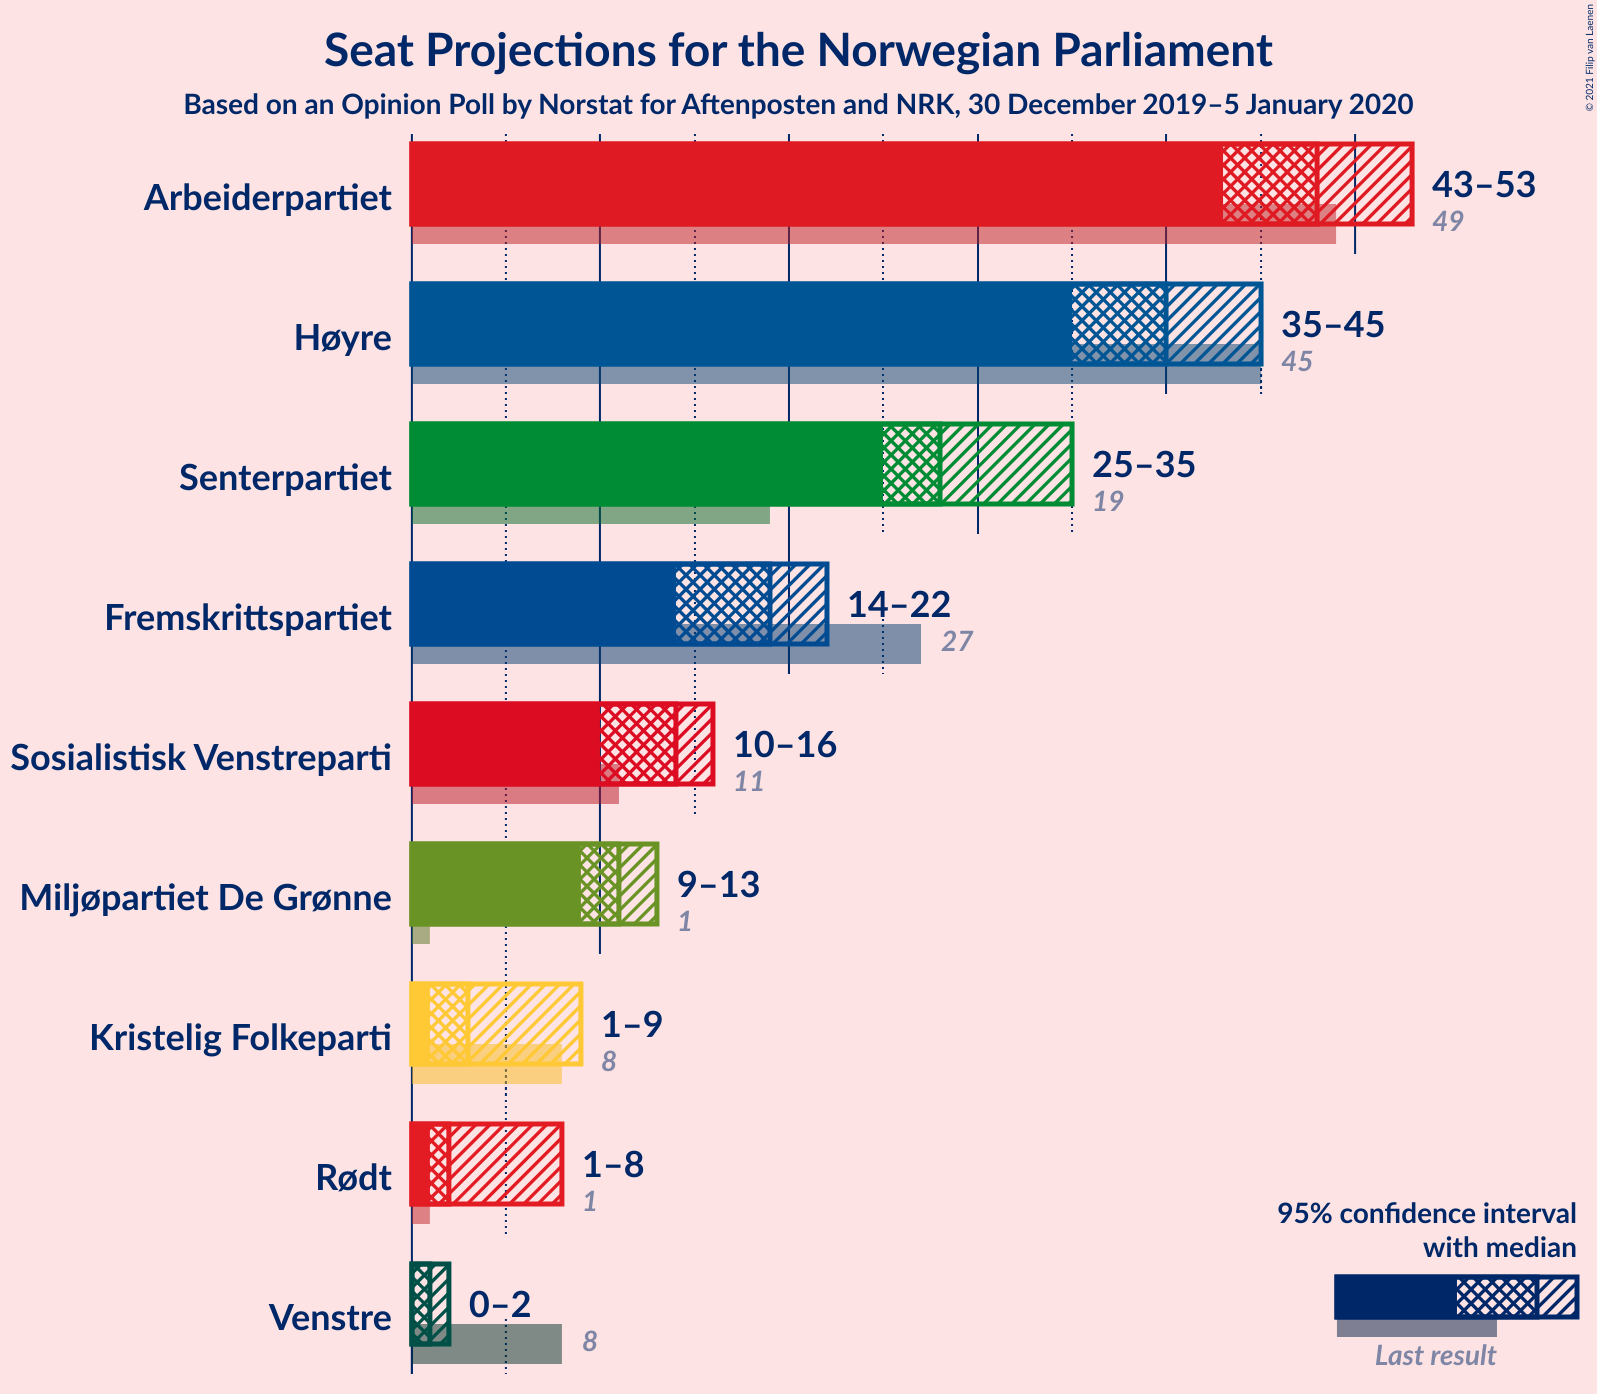 Seat Projections for the Norwegian Parliament
Based on an Opinion Poll by Norstat for Aftenposten and NRK, 30 December 2019–5 January 2020
© 2021 Filip van Laenen
Arbeiderpartiet
43–53
49
Høyre
35–45
45
Senterpartiet
25–35
19
Fremskrittspartiet
14–22
27
Sosialistisk Venstreparti
10–16
11
Miljøpartiet De Grønne
9–13
1
Kristelig Folkeparti
1–9
8
Rødt
1–8
1
Venstre
0–2
8
95% confidence interval
with median
Last result